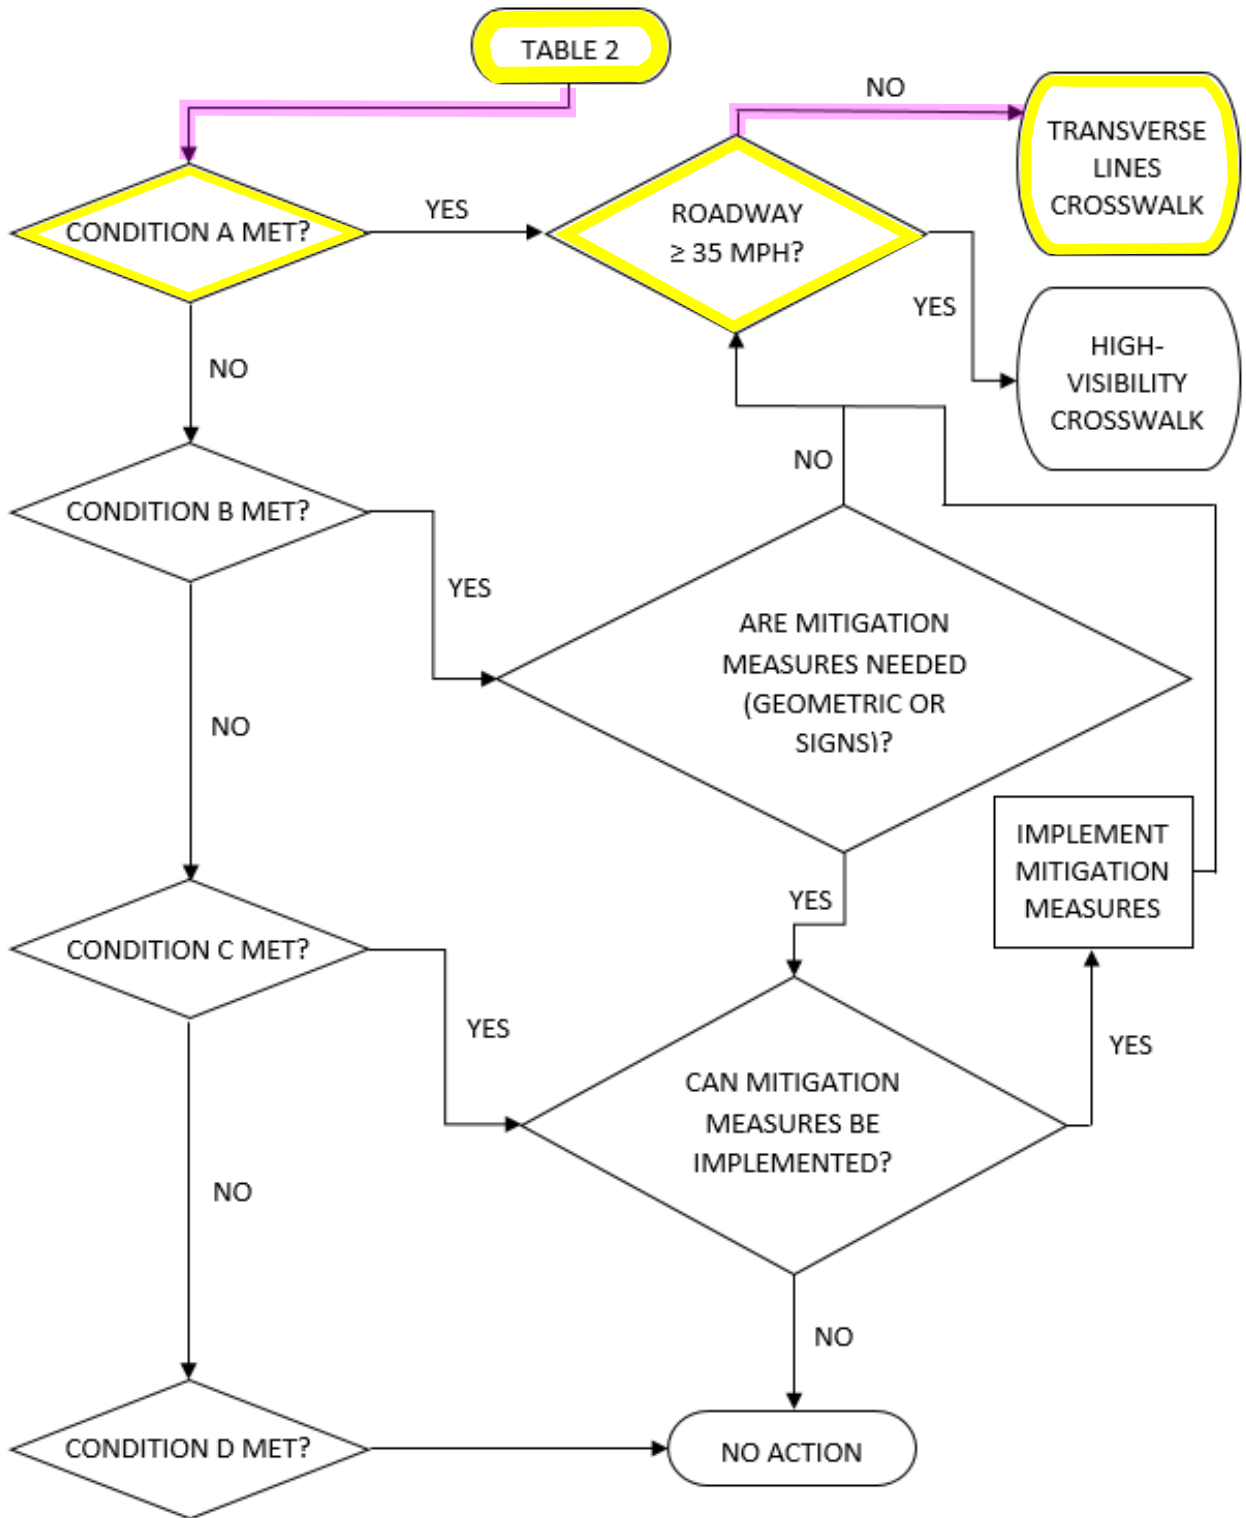 TABLE 2
NO
TRANSVERSE
LINES
CROSSWALK
CONDITION A MET?
YES
ROADWAY
≥ 35 MPH?
YES
HIGH-
VISIBILITY
CROSSWALK
NO
CONDITION B MET?
NO
YES
ARE MITIGATION
MEASURES NEEDED
(GEOMETRIC OR
SIGNS)?
NO
IMPLEMENT
MITIGATION
MEASURES
YES
CONDITION C MET?
YES
CAN MITIGATION
MEASURES BE
IMPLEMENTED?
YES
NO
NO
CONDITION D MET?
NO ACTION